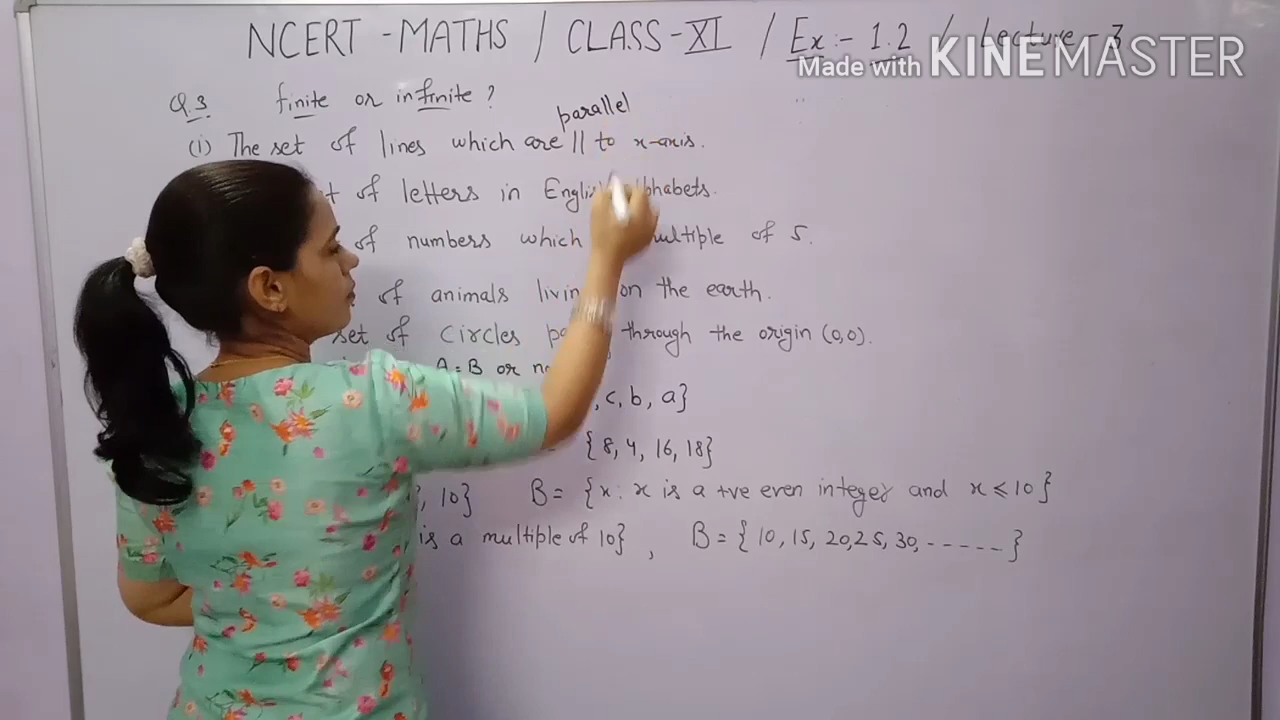 NCERT - MATHS / CLASS - XI / Ex :- 1.2 / Lecture - 3
Made with KINEMASTER
Q.3 finite or infinite ?
parallel
(i) The set of lines which are || to x-axis.
of letters in English alphabets.
of numbers which multiple of 5.
of animals living on the earth.
set of circles through the origin (0,0).
A = B or
, c, b, a}
{8, 4, 16, 18}
, 10} B = {x : x is a +ve even integer and x ≤ 10}
is a multiple of 10} , B = {10, 15, 20, 25, 30, - - - - - }